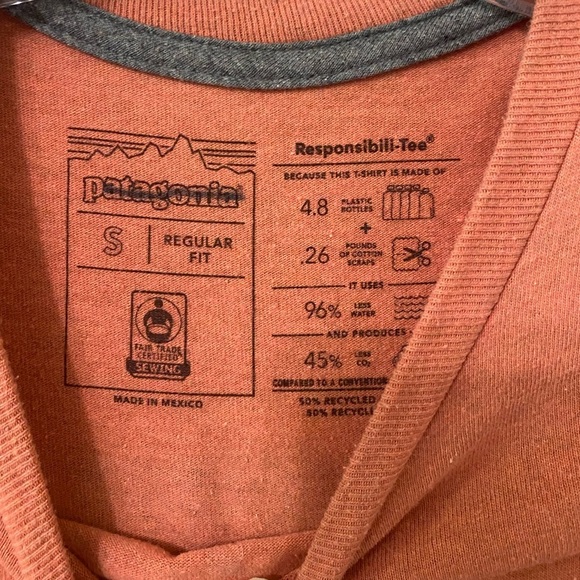 patagonia
S
REGULAR
FIT
FAIR TRADE
CERTIFIED
SEWING
MADE IN MEXICO
Responsibili-Tee®
BECAUSE THIS T-SHIRT IS MADE OF
4.8 PLASTIC
BOTTLES
+
.26 POUNDS
OF COTTON
SCRAPS
IT USES
96% LESS
WATER
AND PRODUCES
45% LESS
CO₂
COMPARED TO A CONVENTION
50% RECYCLED
50% RECYCLE